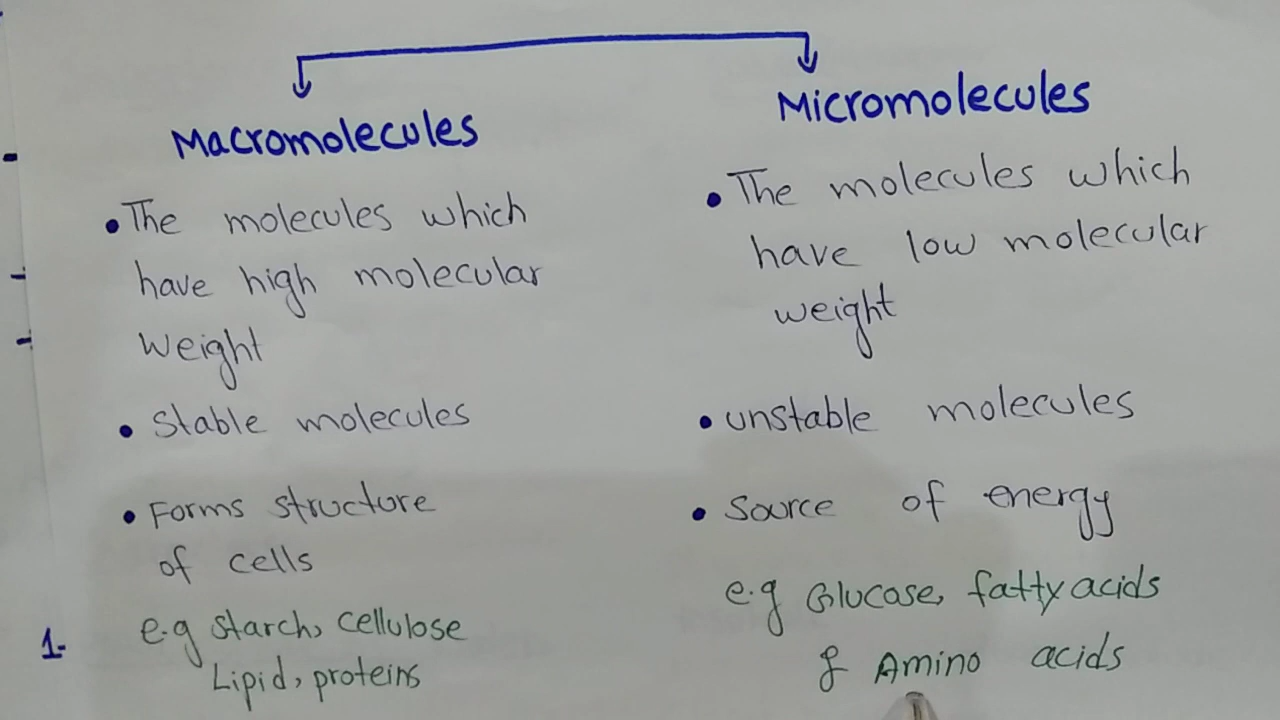 Macromolecules
• The molecules which
have high molecular
weight
• Stable molecules
• Forms structure
of cells
e.g starch, cellulose
Lipid, proteins
1-
Micromolecules
• The molecules which
have low molecular
weight
• unstable molecules
• Source of energy
e.g Glucose, fatty acids
& Amino acids